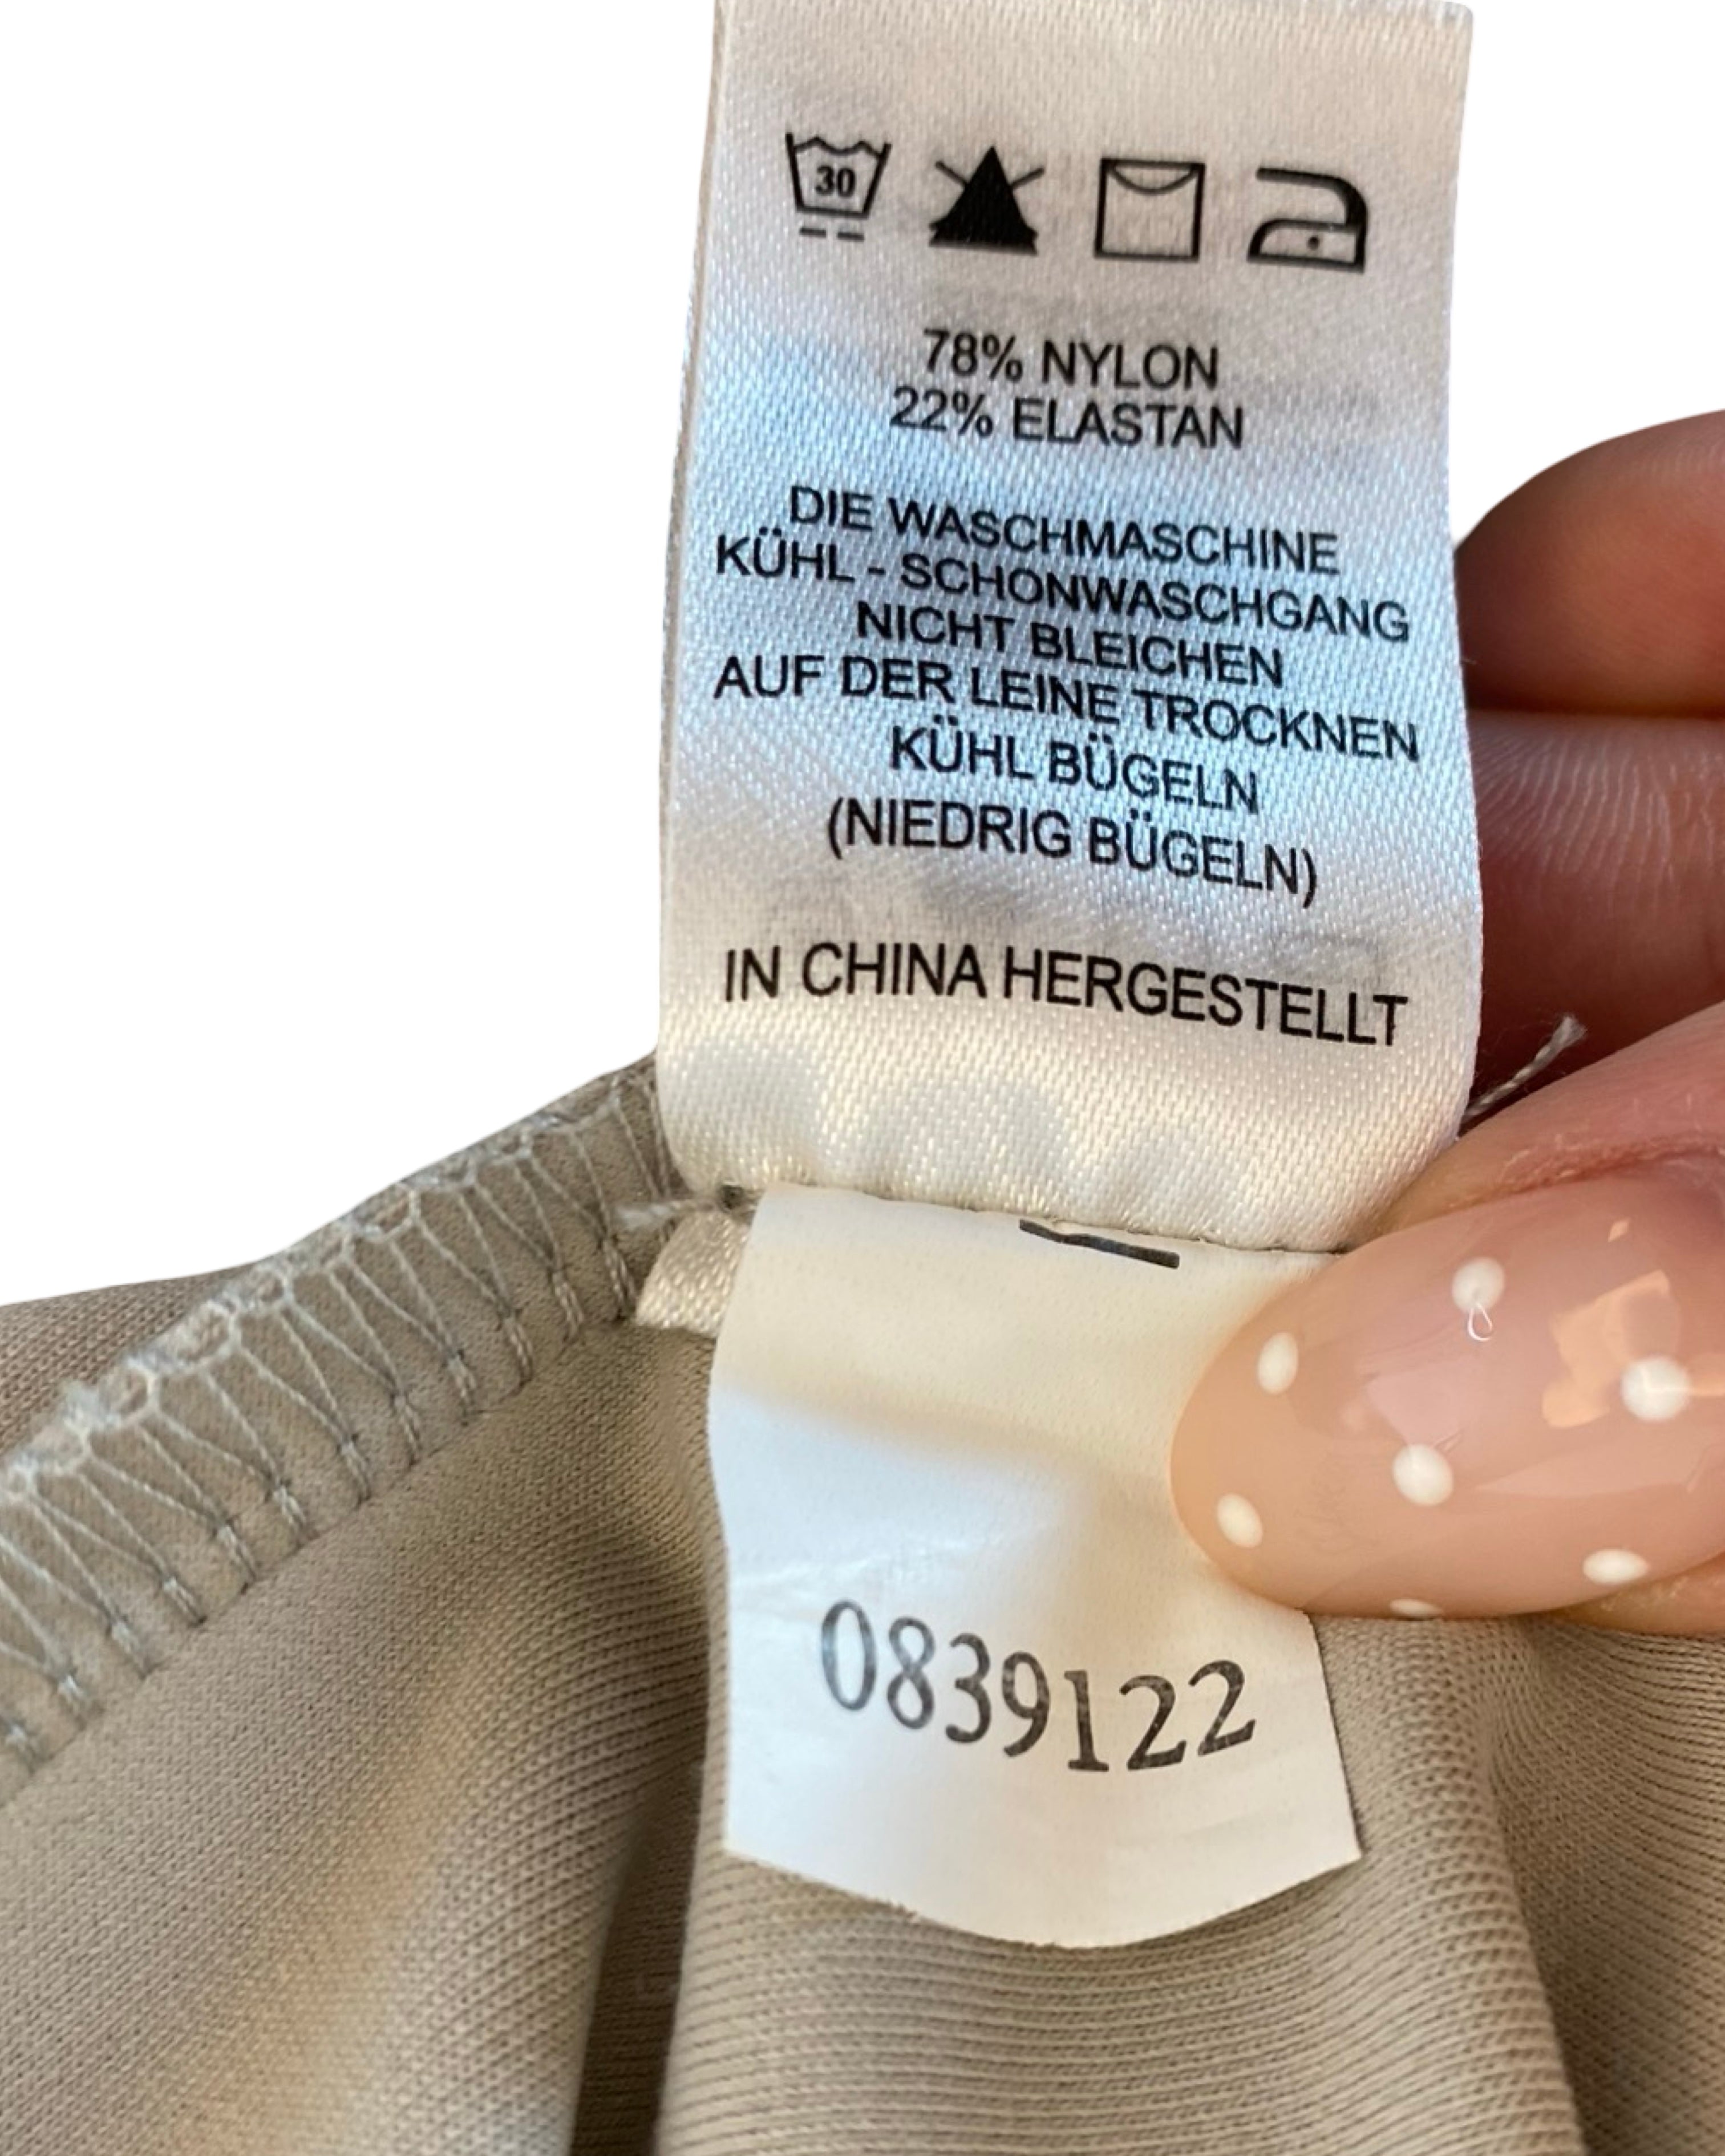 30
78% NYLON
22% ELASTAN
DIE WASCHMASCHINE
KÜHL - SCHONWASCHGANG
NICHT BLEICHEN
AUF DER LEINE TROCKNEN
KÜHL BÜGELN
(NIEDRIG BÜGELN)
IN CHINA HERGESTELLT
0839122